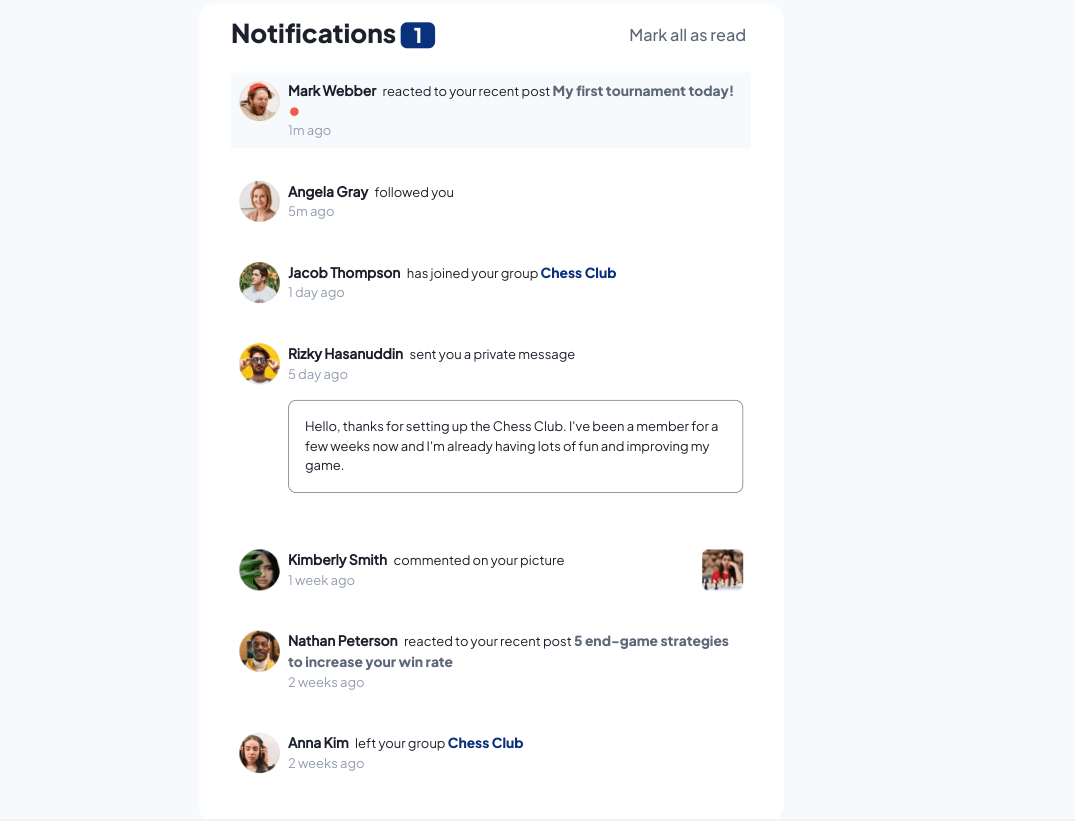 Notifications 1
Mark all as read
Mark Webber reacted to your recent post My first tournament today!
1m ago
Angela Gray followed you
5m ago
Jacob Thompson has joined your group Chess Club
1 day ago
Rizky Hasanuddin sent you a private message
5 day ago
Hello, thanks for setting up the Chess Club. I've been a member for a
few weeks now and I'm already having lots of fun and improving my
game.
Kimberly Smith commented on your picture
1 week ago
Nathan Peterson reacted to your recent post 5 end-game strategies
to increase your win rate
2 weeks ago
Anna Kim left your group Chess Club
2 weeks ago